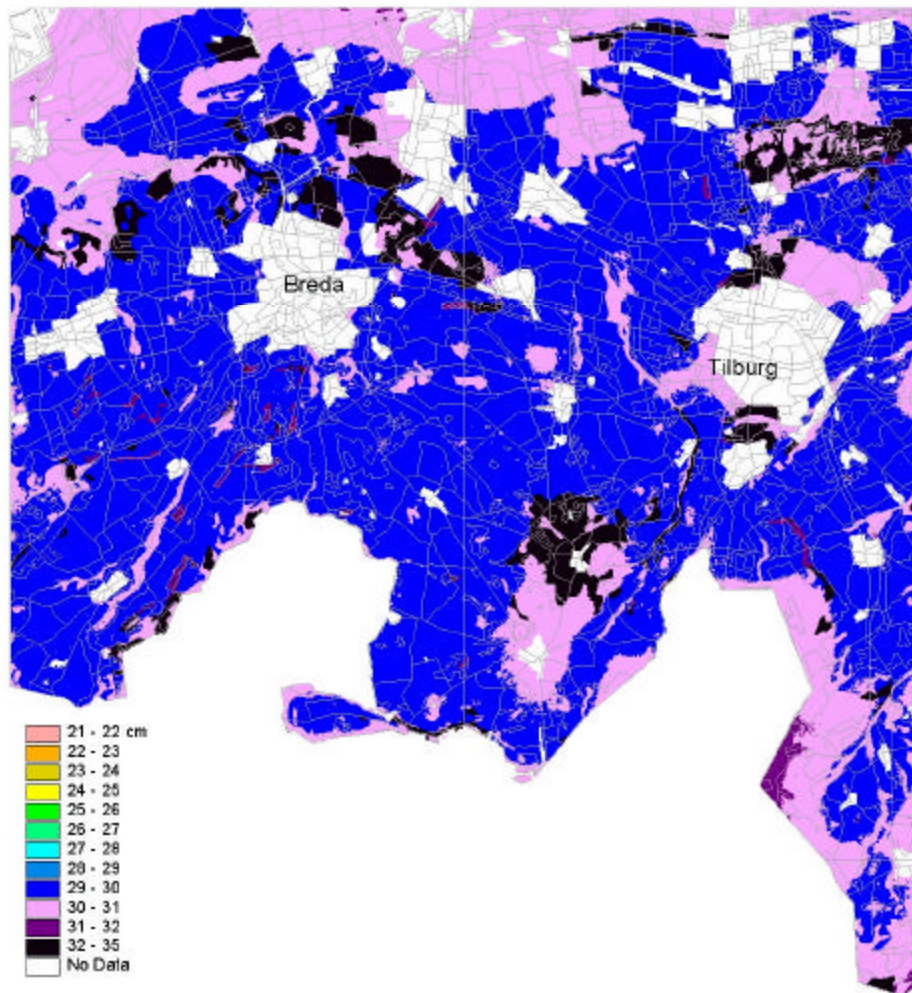 Breda
Tilburg
21 - 22 cm
22 - 23
23 - 24
24 - 25
25 - 26
26 - 27
27 - 28
28 - 29
29 - 30
30 - 31
31 - 32
32 - 35
No Data